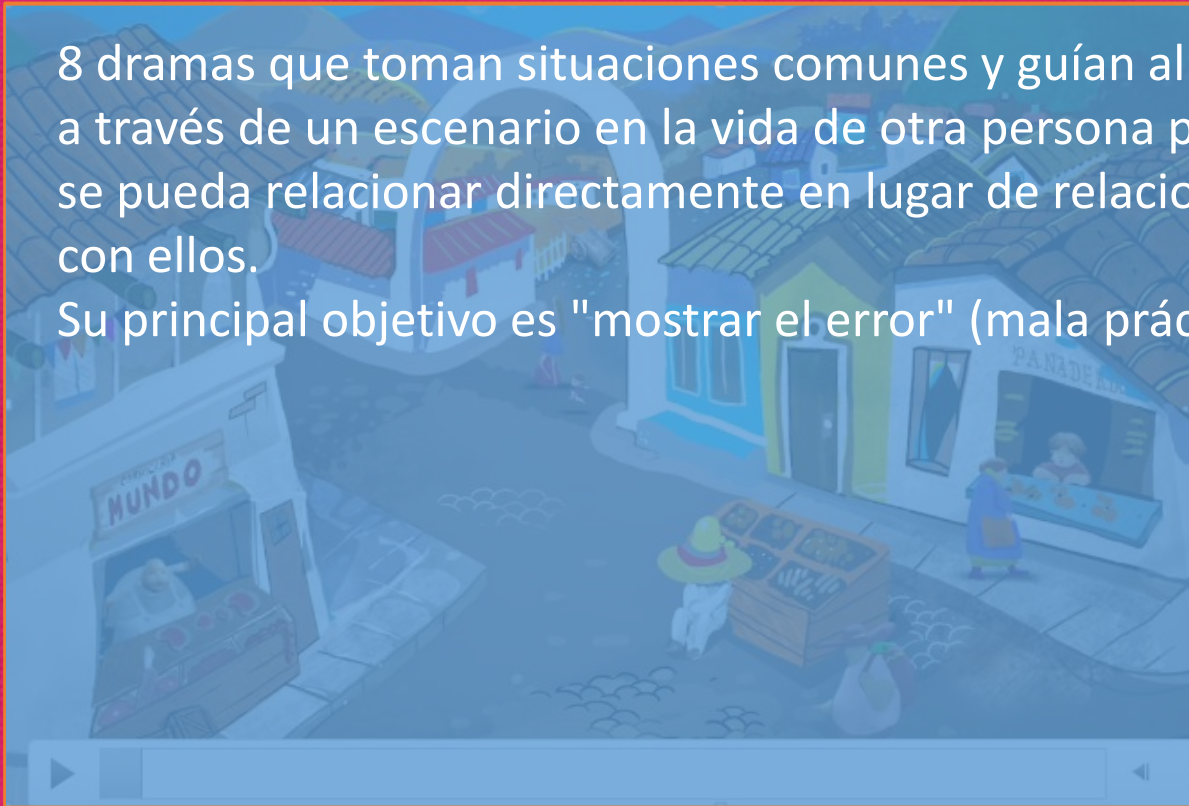 8 dramas que toman situaciones comunes y guían al
a través de un escenario en la vida de otra persona p
se pueda relacionar directamente en lugar de relacio
con ellos.
Su principal objetivo es "mostrar el error" (mala prác
PANADERIA
MUNDO